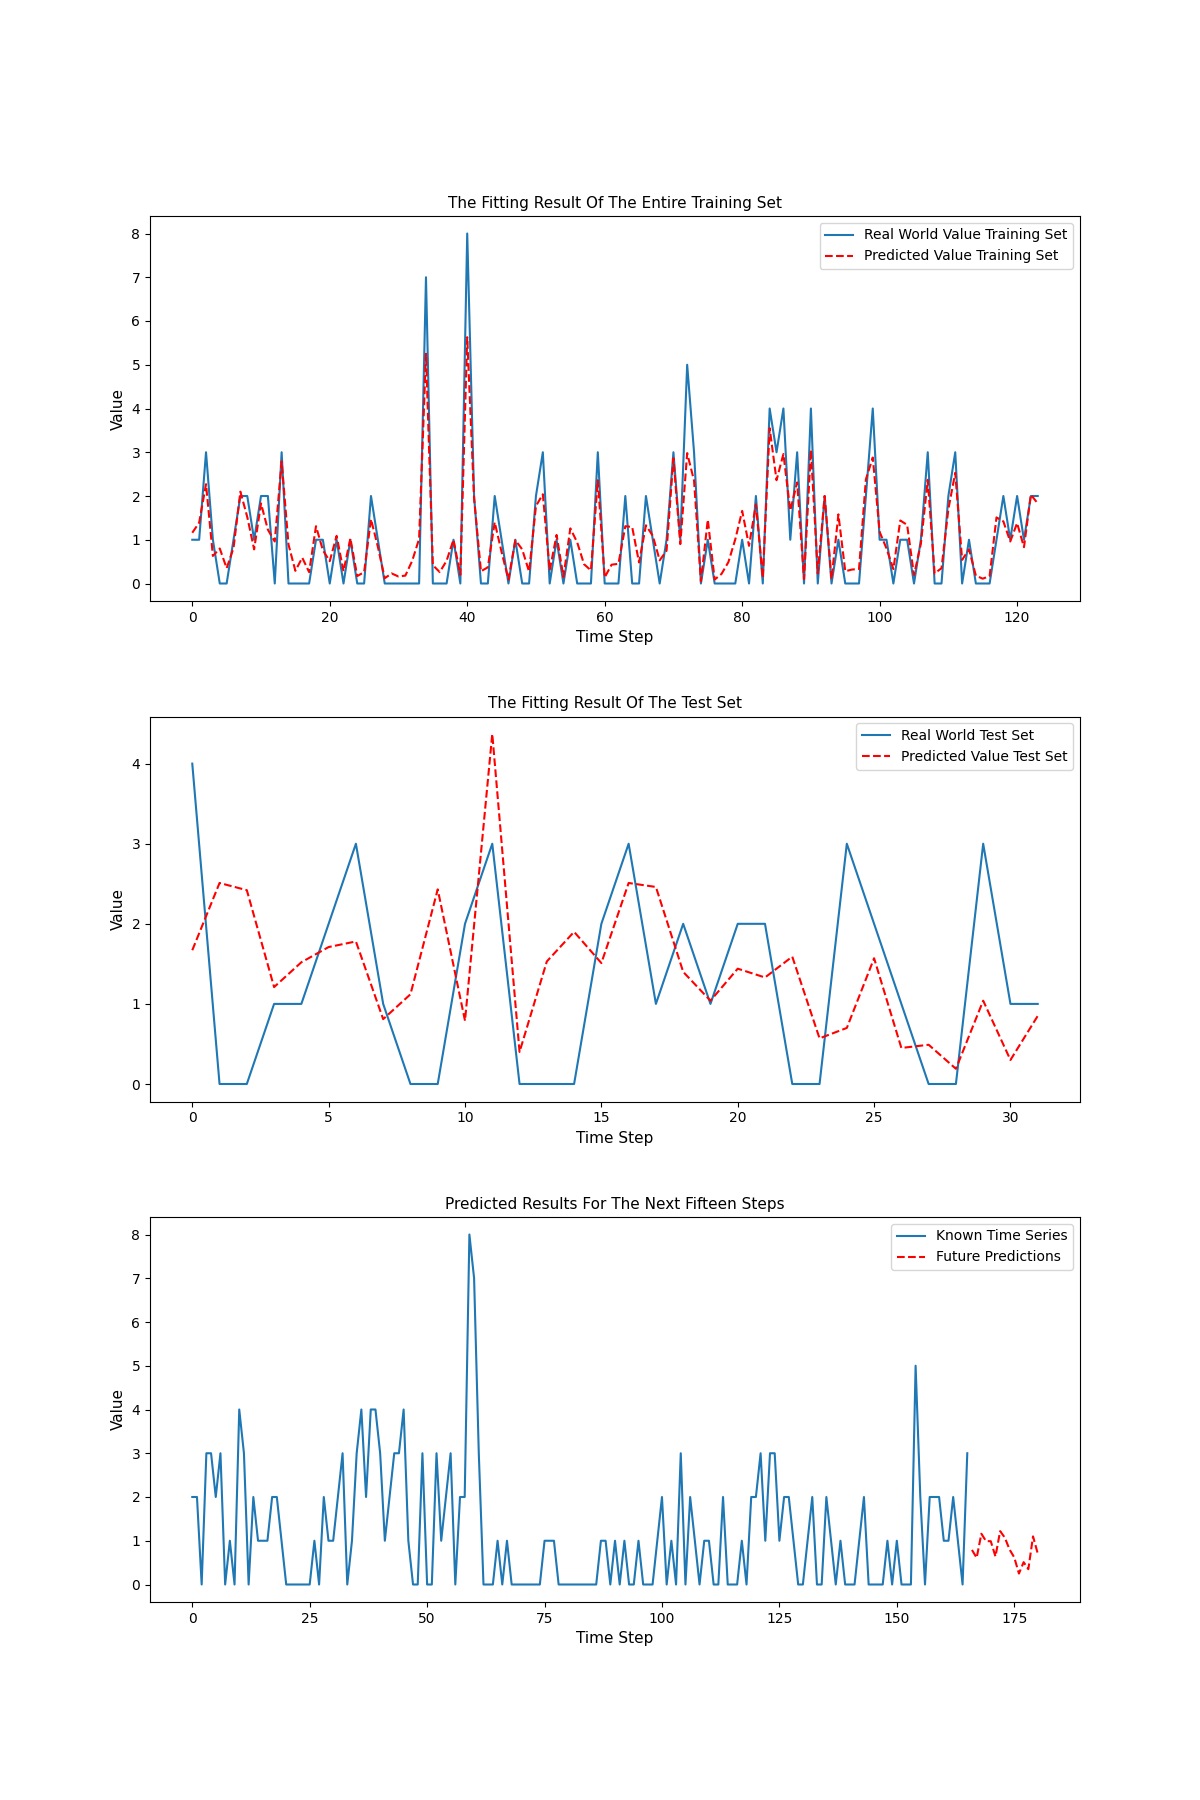 The Fitting Result Of The Entire Training Set
Real World Value Training Set
Predicted Value Training Set
8
7
6
5
4
3
2
1
0
Value
0 20 40 60 80 100 120
Time Step
The Fitting Result Of The Test Set
Real World Test Set
Predicted Value Test Set
4
3
2
1
0
Value
0 5 10 15 20 25 30
Time Step
Predicted Results For The Next Fifteen Steps
Known Time Series
Future Predictions
8
7
6
5
4
3
2
1
0
Value
0 25 50 75 100 125 150 175
Time Step